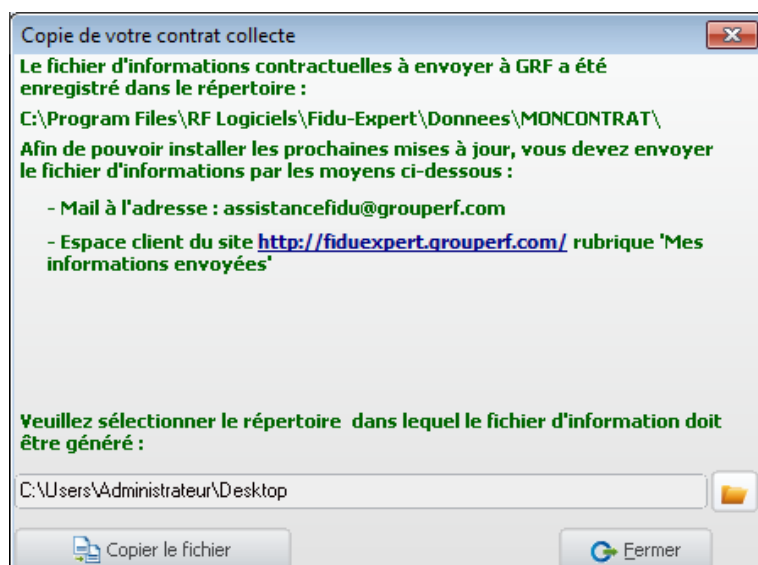 Copie de votre contrat collecte
Le fichier d'informations contractuelles à envoyer à GRF a été
enregistré dans le répertoire :
C:\Program Files\RF Logiciels\Fidu-Expert\Donnees\MONCONTRAT\
Afin de pouvoir installer les prochaines mises à jour, vous devez envoyer
le fichier d'informations par les moyens ci-dessous :
- Mail à l'adresse : assistancefidu@grouperf.com
- Espace client du site http://fiduexpert.grouperf.com/ rubrique 'Mes
informations envoyées'
Veuillez sélectionner le répertoire dans lequel le fichier d'information doit
être généré :
C:\Users\Administrateur\Desktop
Copier le fichier
Fermer